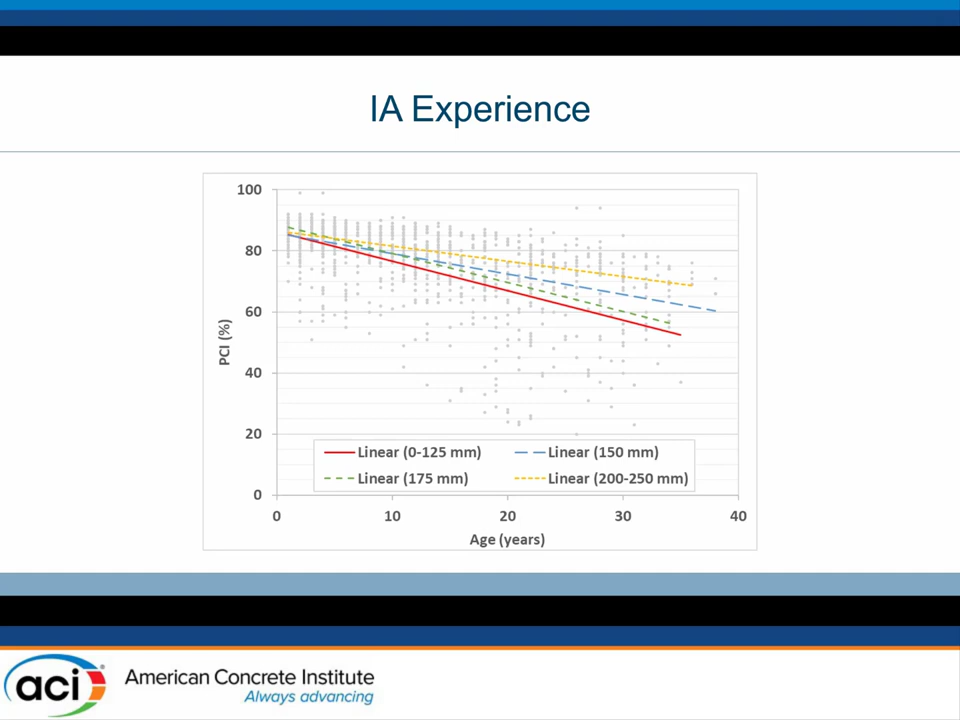 IA Experience
100
80
60
40
20
0
PCI (%)
Linear (0-125 mm)
Linear (150 mm)
Linear (175 mm)
Linear (200-250 mm)
0 10 20 30 40
Age (years)
aci
American Concrete Institute
Always advancing